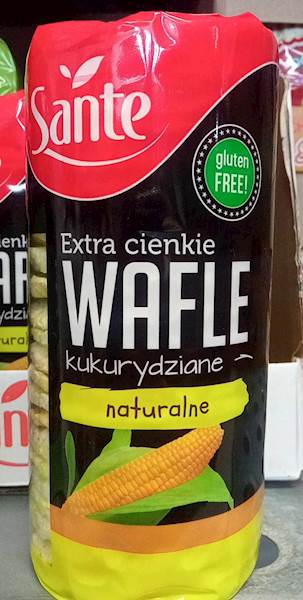 Sante
gluten
FREE!
Extra cienkie
WAFLE
kukurydziane
naturalne